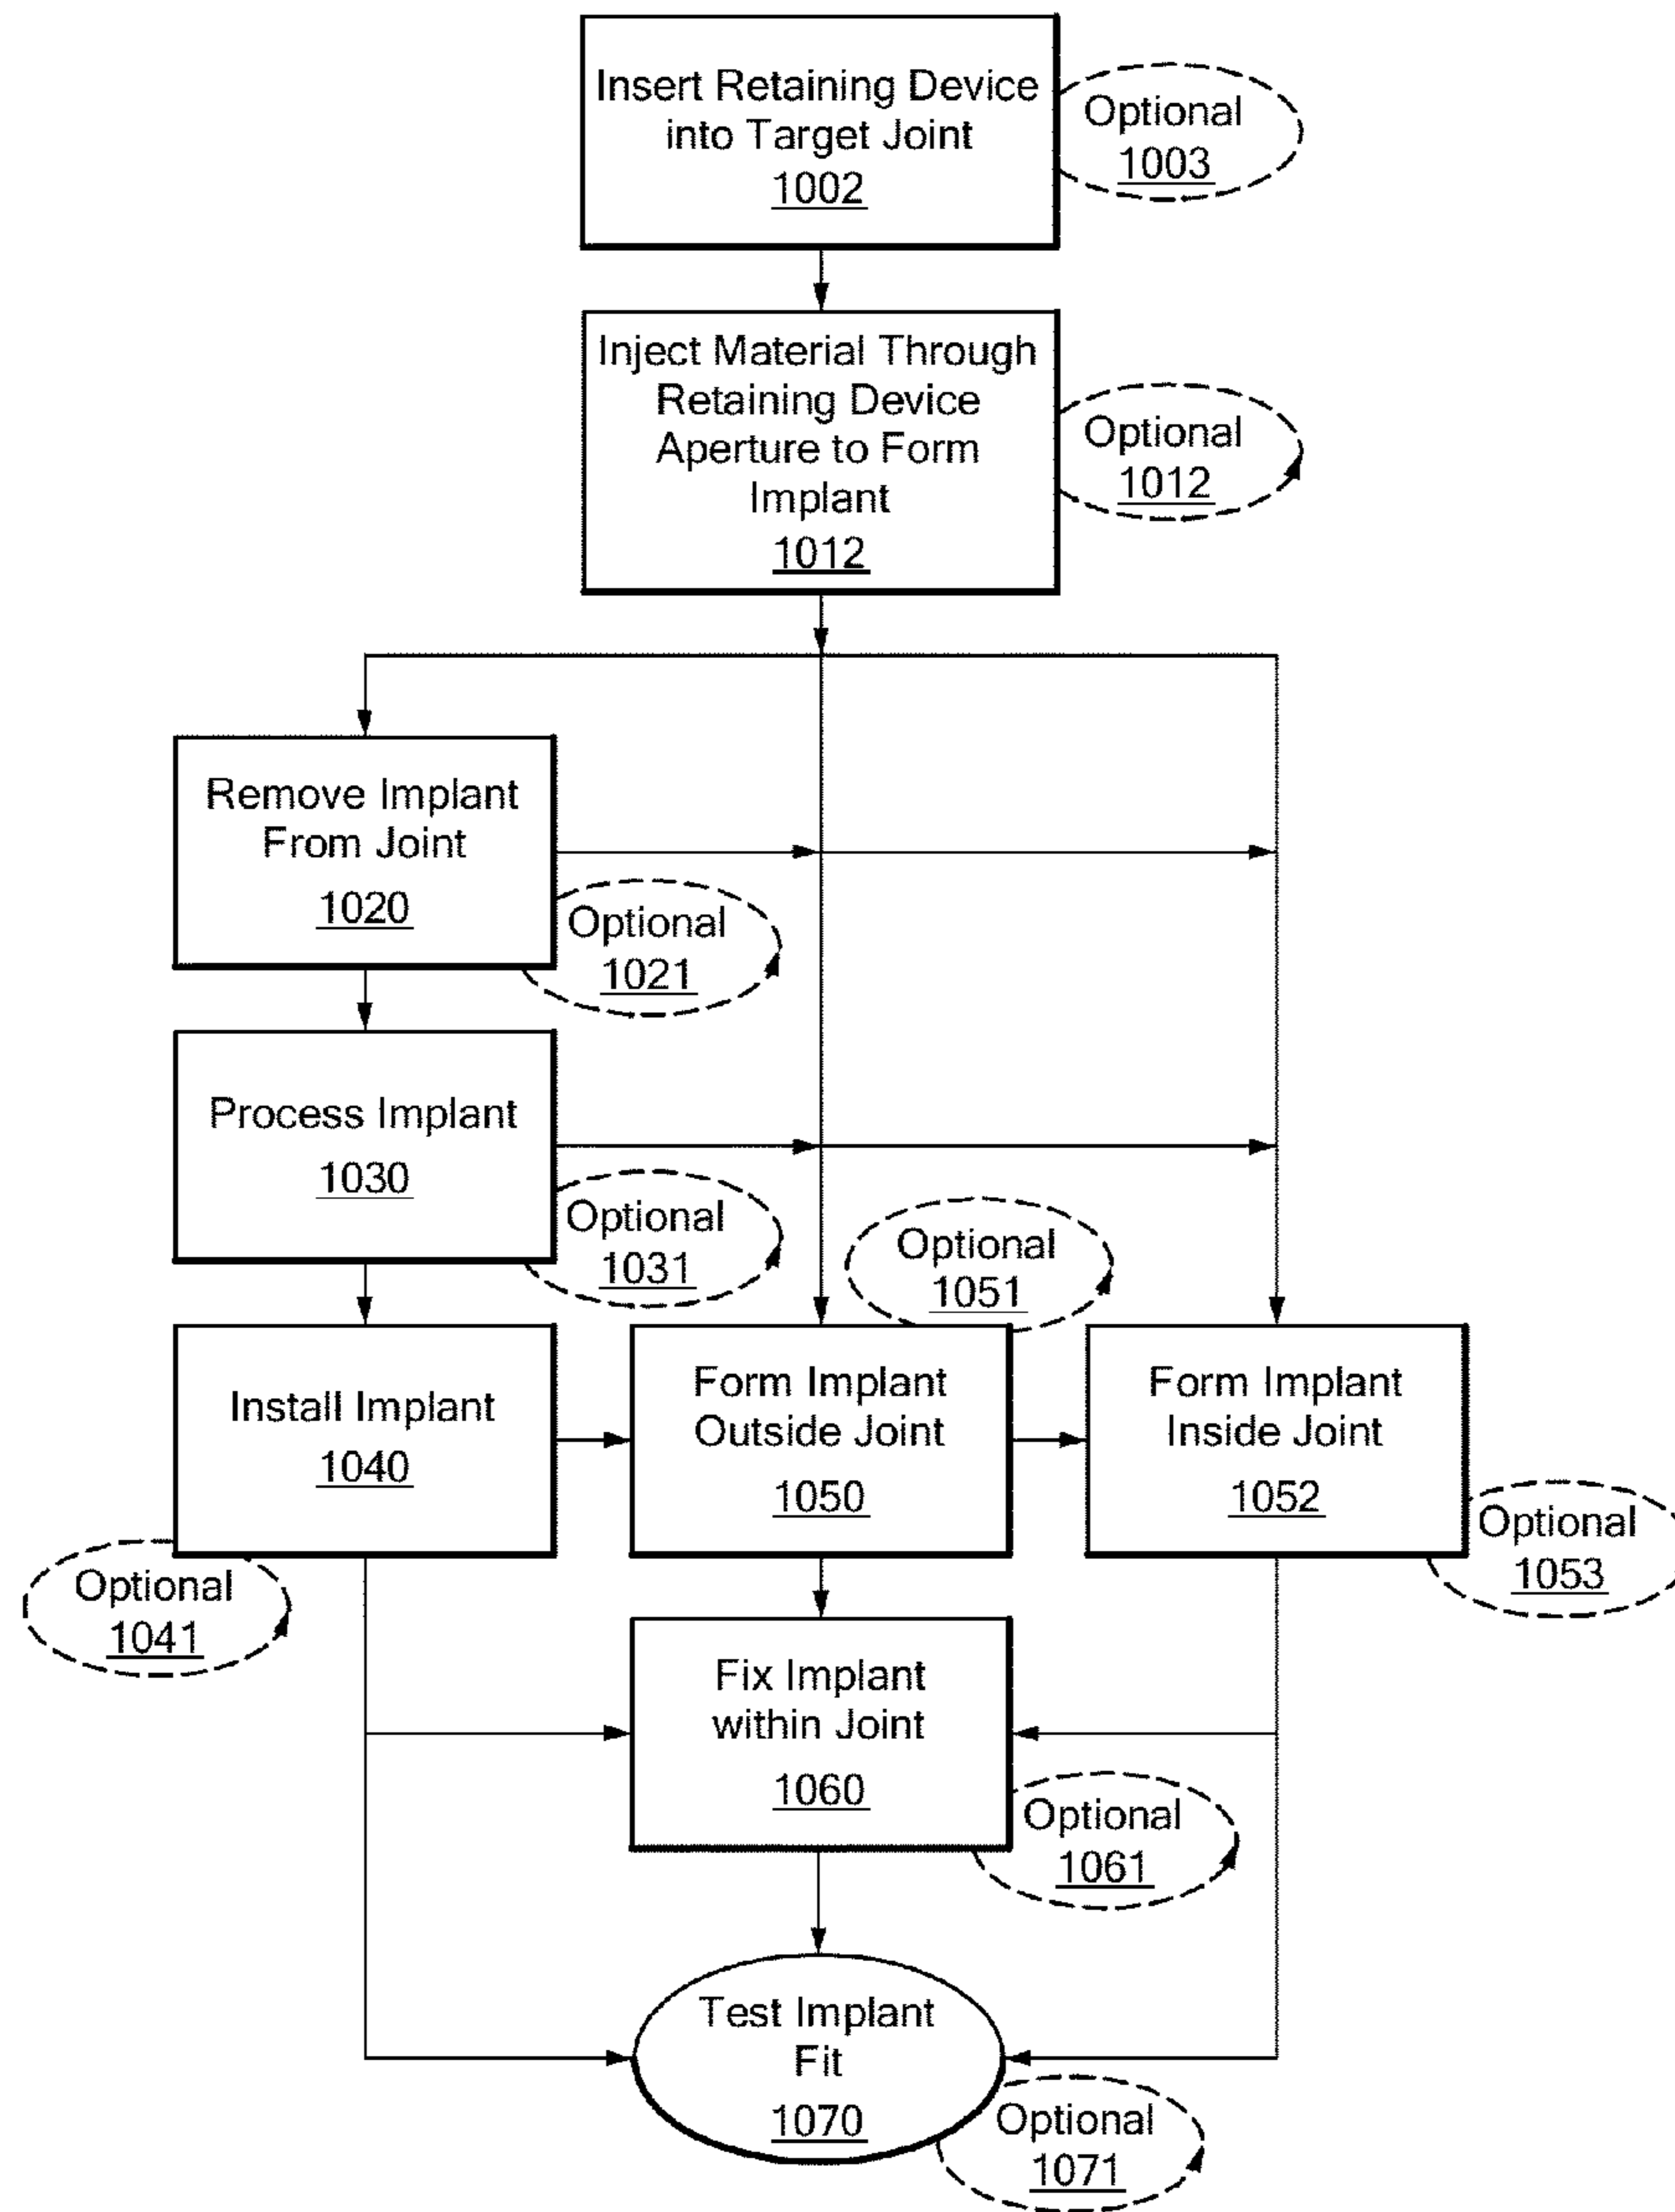 Insert Retaining Device
into Target Joint
1002
Optional
1003
Inject Material Through
Retaining Device
Aperture to Form
Implant
1012
Optional
1012
Remove Implant
From Joint
1020
Optional
1021
Process Implant
1030
Optional
1031
Optional
1051
Install Implant
1040
Optional
1041
Form Implant
Outside Joint
1050
Form Implant
Inside Joint
1052
Optional
1053
Fix Implant
within Joint
1060
Optional
1061
Test Implant
Fit
1070
Optional
1071